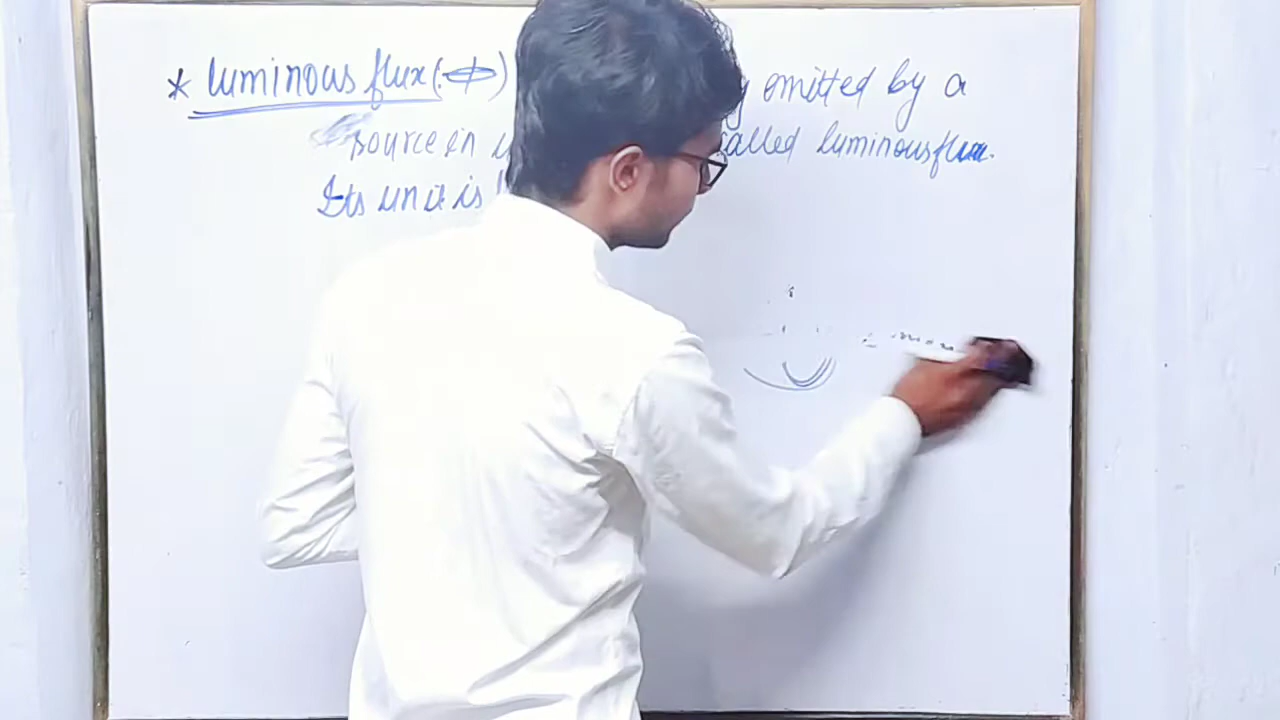 * luminous flux (:Φ) emitted by a
source in called luminous flux.
Its unit is